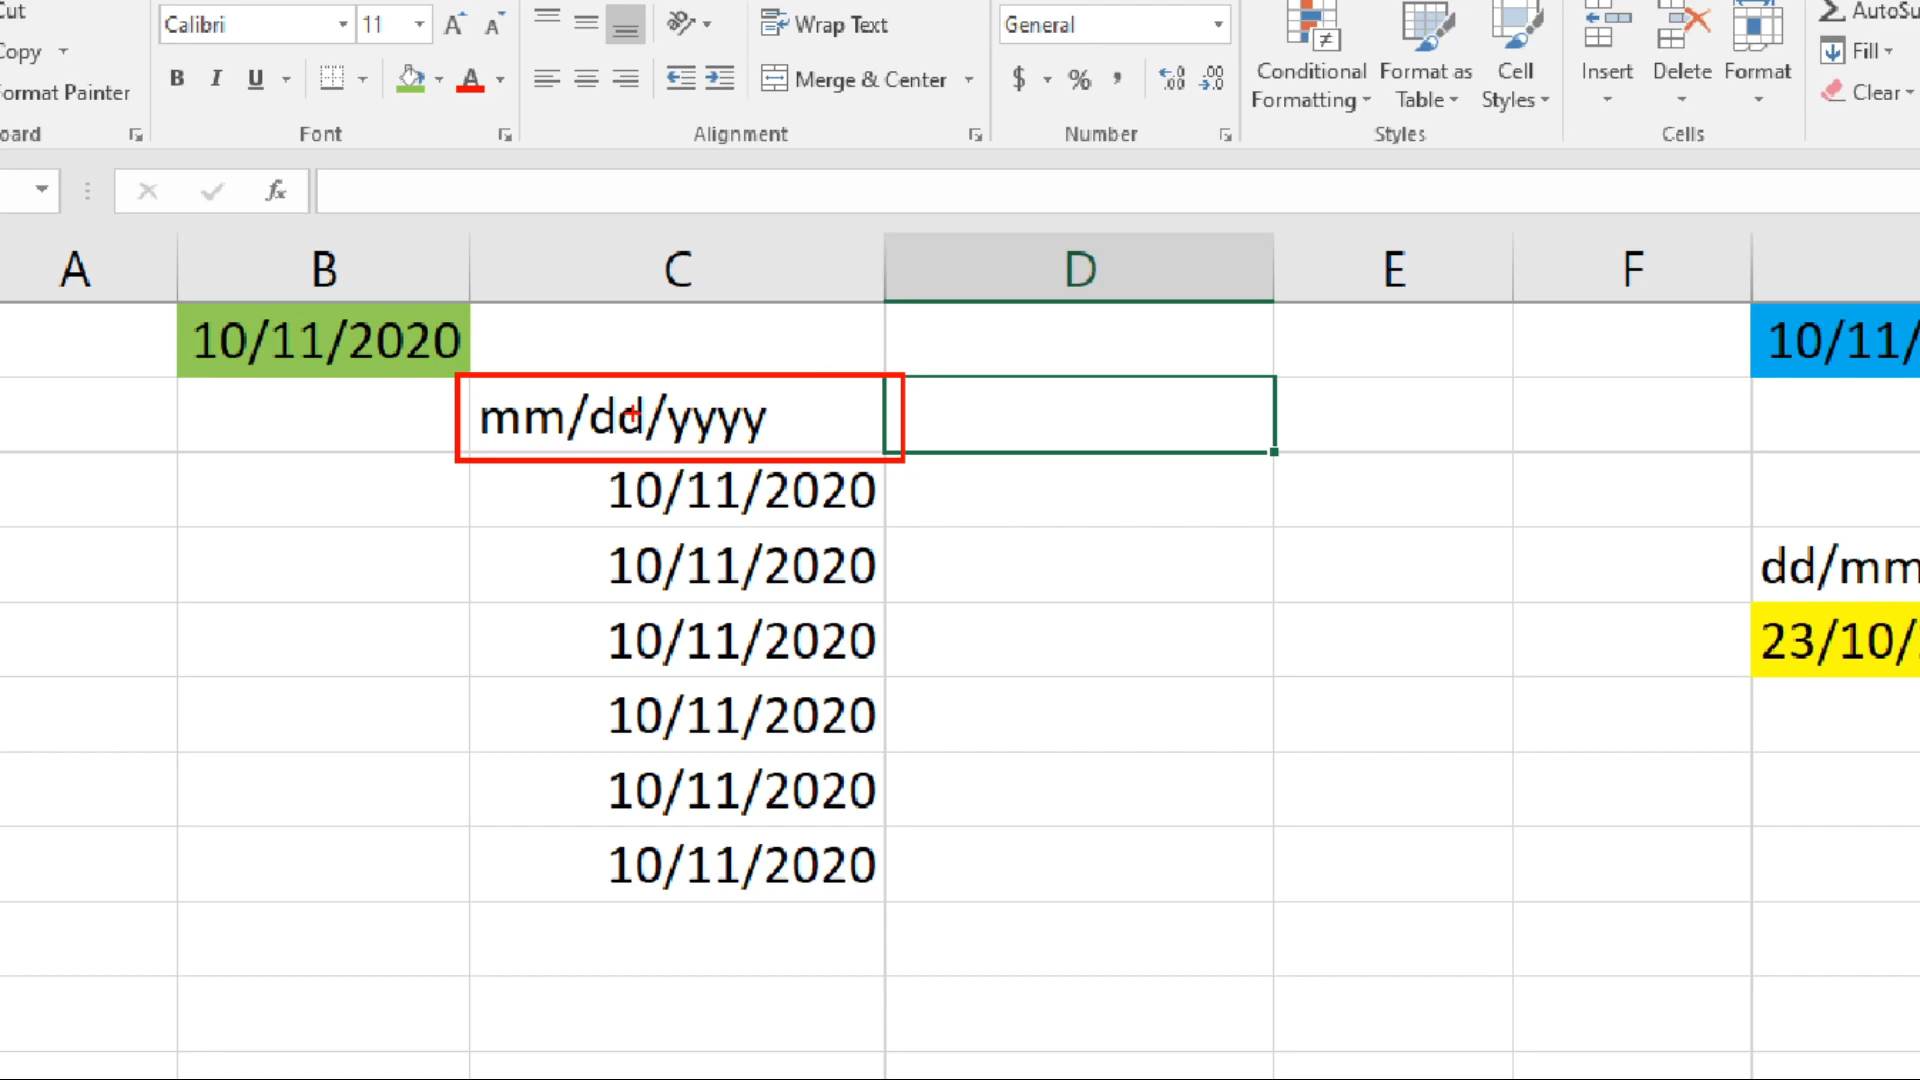 Cut
Calibri 11 A A Wrap Text General AutoSu
Copy Conditional Format as Cell Insert Delete Format Fill
Format Painter B I U A Merge & Center $ % , .00 .00 Formatting Table Styles Clear
oard Font Alignment Number Styles Cells
fx
A B C D E F
10/11/2020 10/11/
mm/dd/yyyy
10/11/2020
10/11/2020 dd/mm
10/11/2020 23/10/
10/11/2020
10/11/2020
10/11/2020